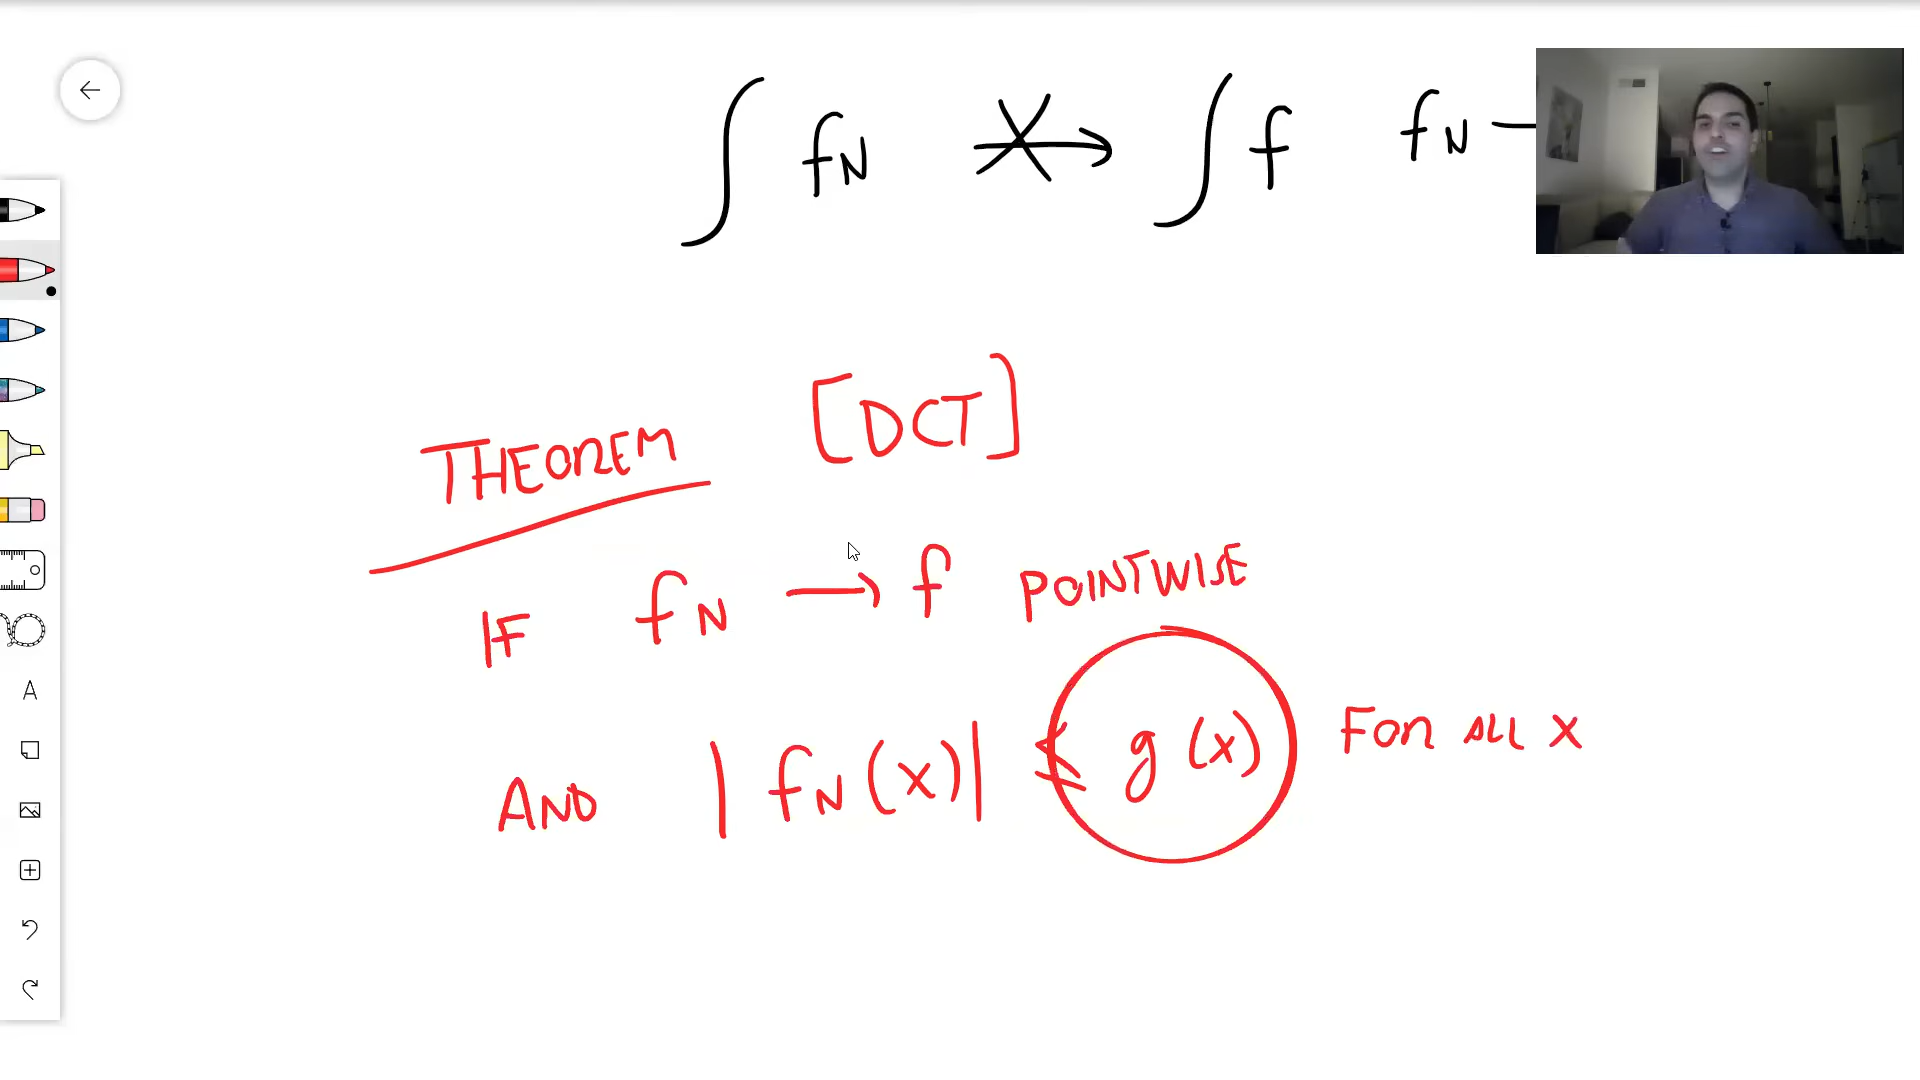 ∫ fₙ ↛ ∫ f fₙ —
THEOREM [DCT]
IF fₙ → f POINTWISE
AND | fₙ(x)| ≤ g(x) FOR ALL X
A